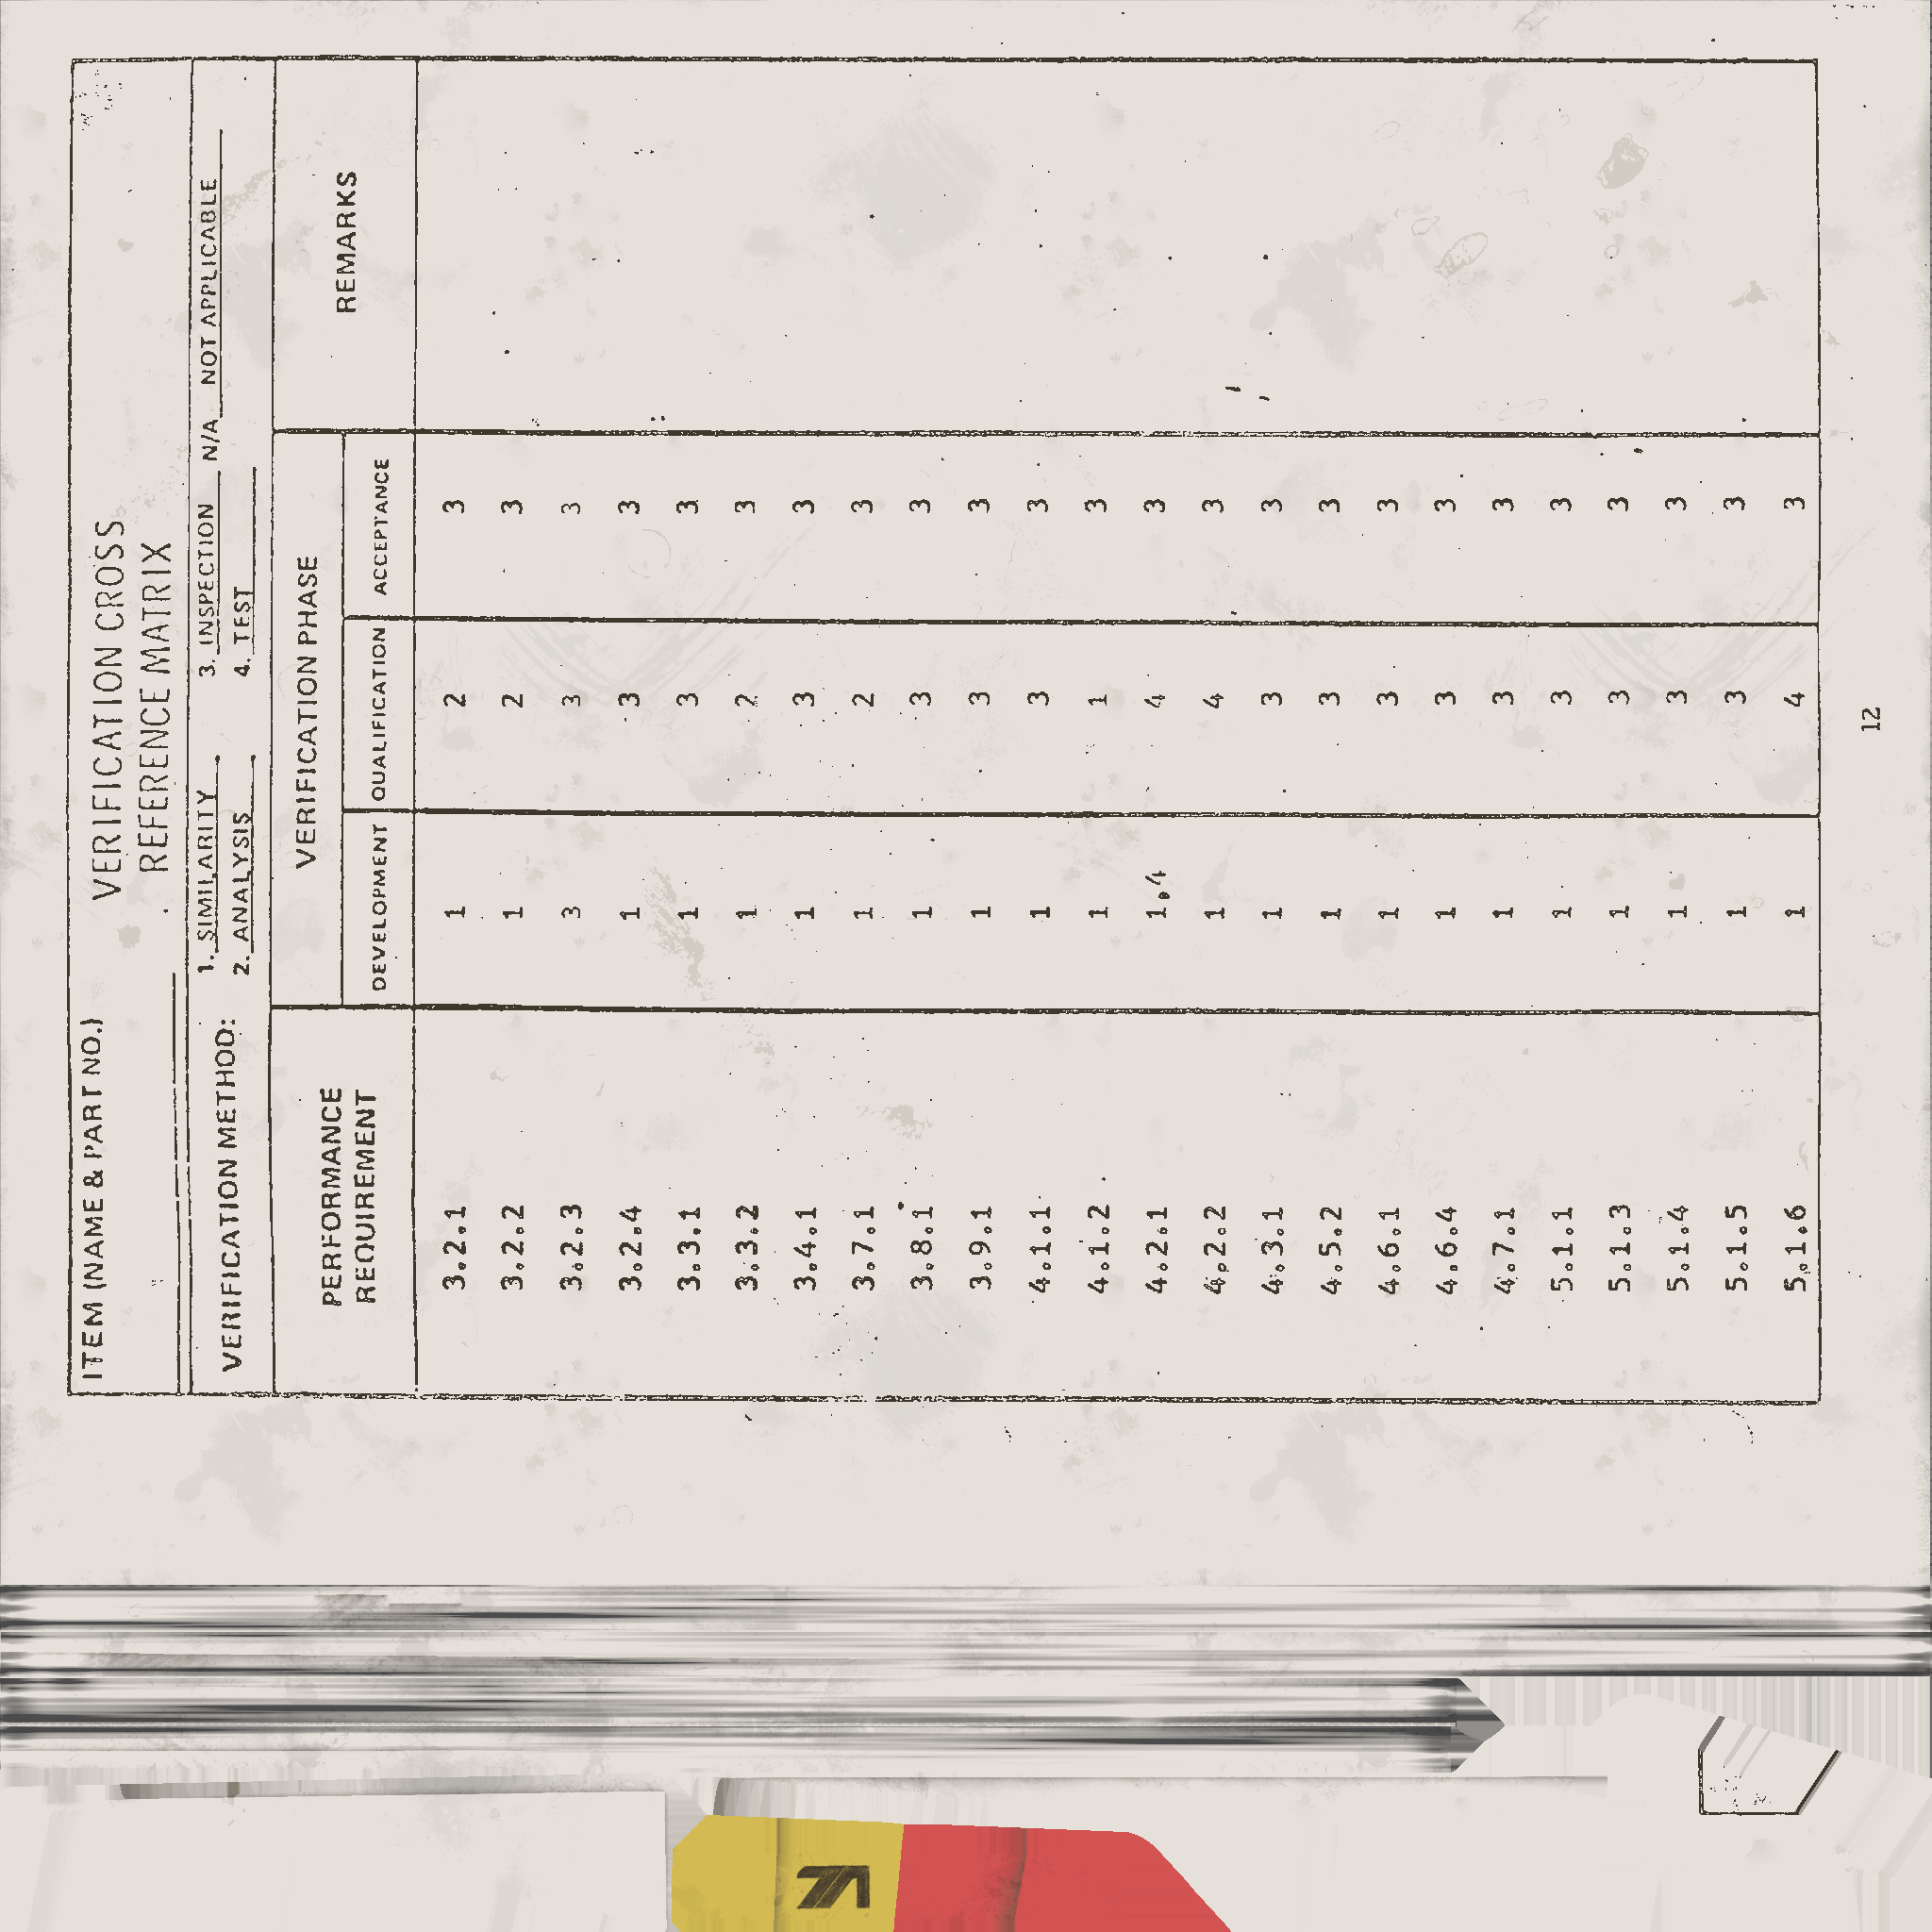 ITEM (NAME & PART NO.)
VERIFICATION CROSS
REFERENCE MATRIX
VERIFICATION METHOD: 1. SIMILARITY 3. INSPECTION N/A NOT APPLICABLE
2. ANALYSIS 4. TEST
PERFORMANCE REQUIREMENT VERIFICATION PHASE REMARKS
DEVELOPMENT QUALIFICATION ACCEPTANCE
3.2.1 1 2 3
3.2.2 1 2 3
3.2.3 3 3 3
3.2.4 1 3 3
3.3.1 1 3 3
3.3.2 1 2 3
3.4.1 1 3 3
3.7.1 1 2 3
3.8.1 1 3 3
3.9.1 1 3 3
4.1.1 1 3 3
4.1.2 1 1 3
4.2.1 1,4 4 3
4.2.2 1 4 3
4.3.1 1 3 3
4.5.2 1 3 3
4.6.1 1 3 3
4.6.4 1 3 3
4.7.1 1 3 3
5.1.1 1 3 3
5.1.3 1 3 3
5.1.4 1 3 3
5.1.5 1 3 3
5.1.6 1 4 3
12